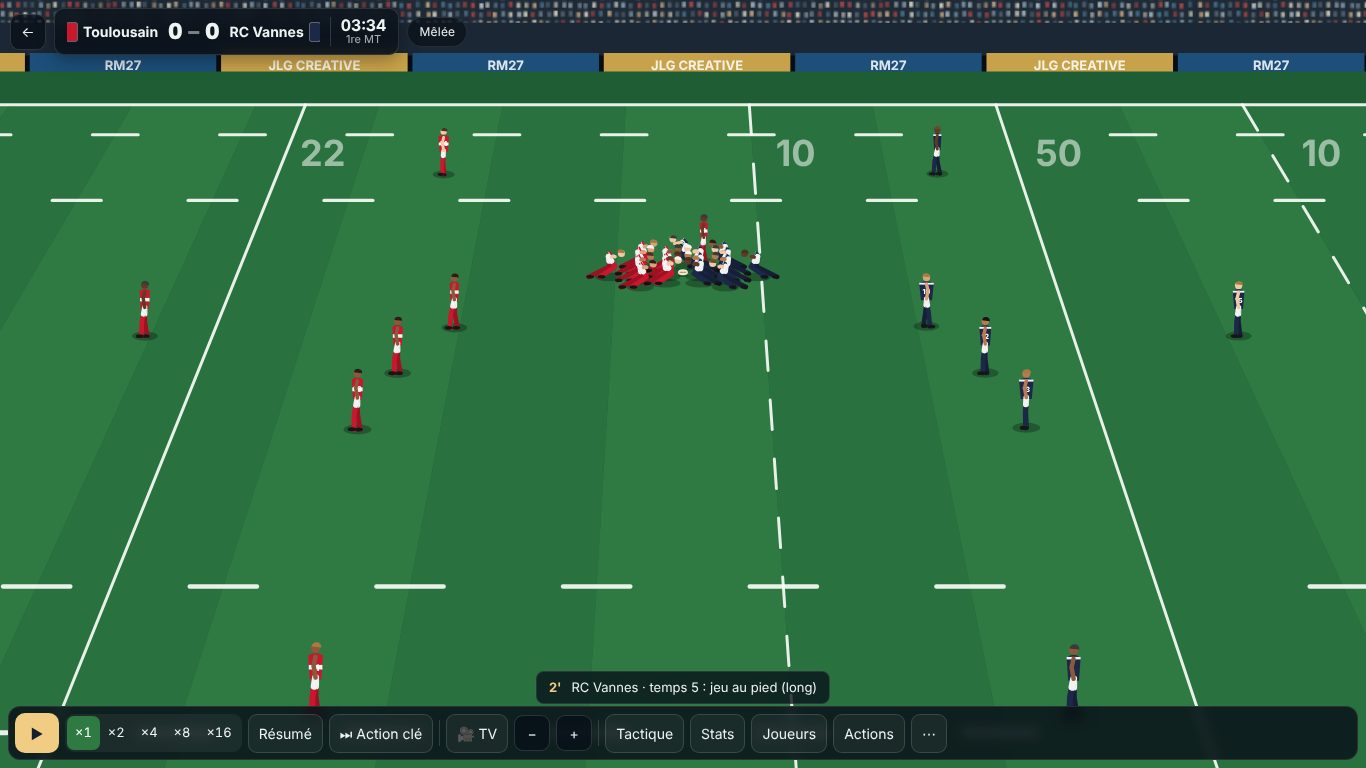 ← Toulousain 0 – 0 RC Vannes 03:34 1re MT Mêlée
RM27 JLG CREATIVE RM27 JLG CREATIVE RM27 JLG CREATIVE RM27
22 10 50 10
2' RC Vannes · temps 5 : jeu au pied (long)
×1 ×2 ×4 ×8 ×16 Résumé ⏭ Action clé 🎥 TV − + Tactique Stats Joueurs Actions ⋯